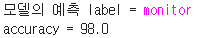 모델의 예측 label = monitor
accuracy = 98.0